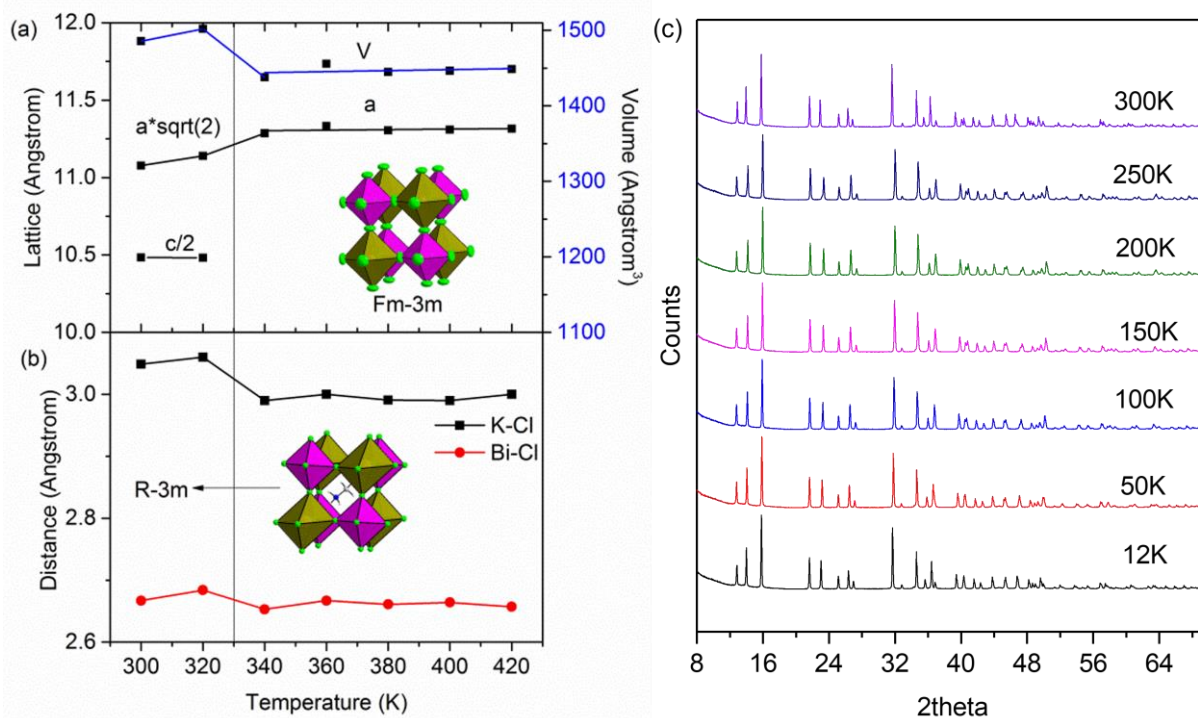 (a)
12.0
11.5
11.0
10.5
10.0
Lattice (Angstrom)
V
a
a*sqrt(2)
c/2
Fm-3m
1500
1400
1300
1200
1100
Volume (Angstrom³)
(b)
3.0
2.8
2.6
Distance (Angstrom)
K-Cl
Bi-Cl
R-3m
300 320 340 360 380 400 420
Temperature (K)
(c)
Counts
300K
250K
200K
150K
100K
50K
12K
8 16 24 32 40 48 56 64
2theta